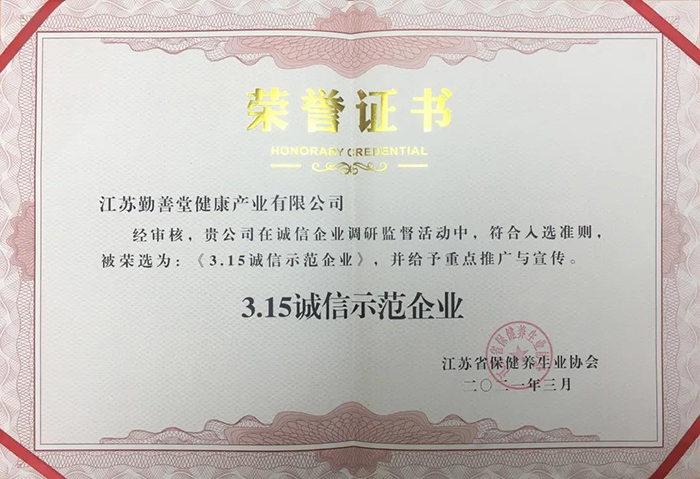 荣誉证书
HONORARY CREDENTIAL
江苏勤善堂健康产业有限公司
经审核，贵公司在诚信企业调研监督活动中，符合入选准则，
被荣选为：《3.15诚信示范企业》，并给予重点推广与宣传。
3.15诚信示范企业
江苏省保健养生业协会
二〇二一年三月